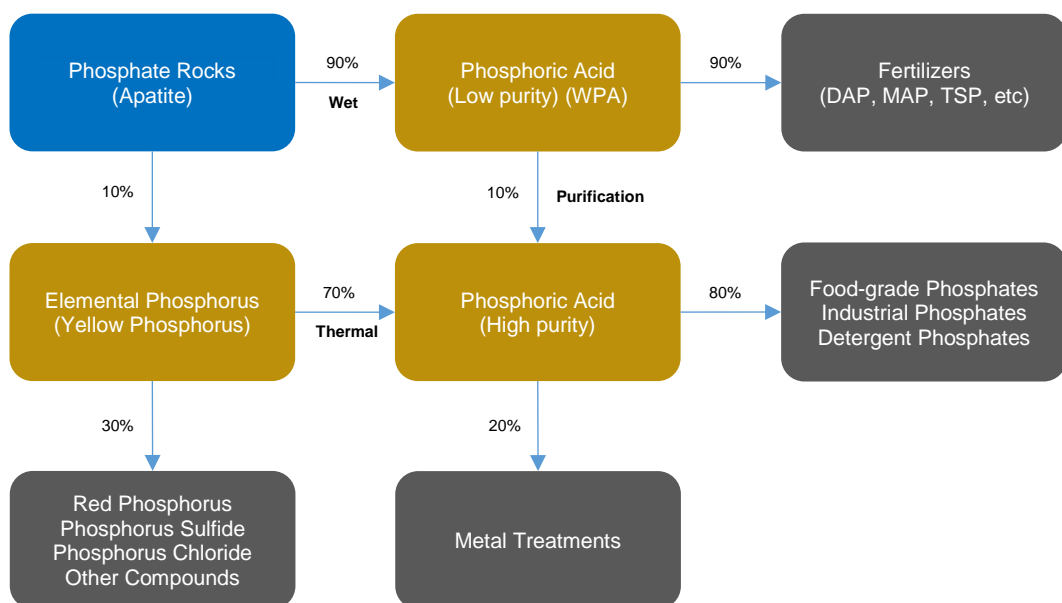 Phosphate Rocks
(Apatite)
90%
Wet
Phosphoric Acid
(Low purity) (WPA)
90%
Fertilizers
(DAP, MAP, TSP, etc)
10%
10%
Purification
Elemental Phosphorus
(Yellow Phosphorus)
70%
Thermal
Phosphoric Acid
(High purity)
80%
Food-grade Phosphates
Industrial Phosphates
Detergent Phosphates
30%
20%
Red Phosphorus
Phosphorus Sulfide
Phosphorus Chloride
Other Compounds
Metal Treatments